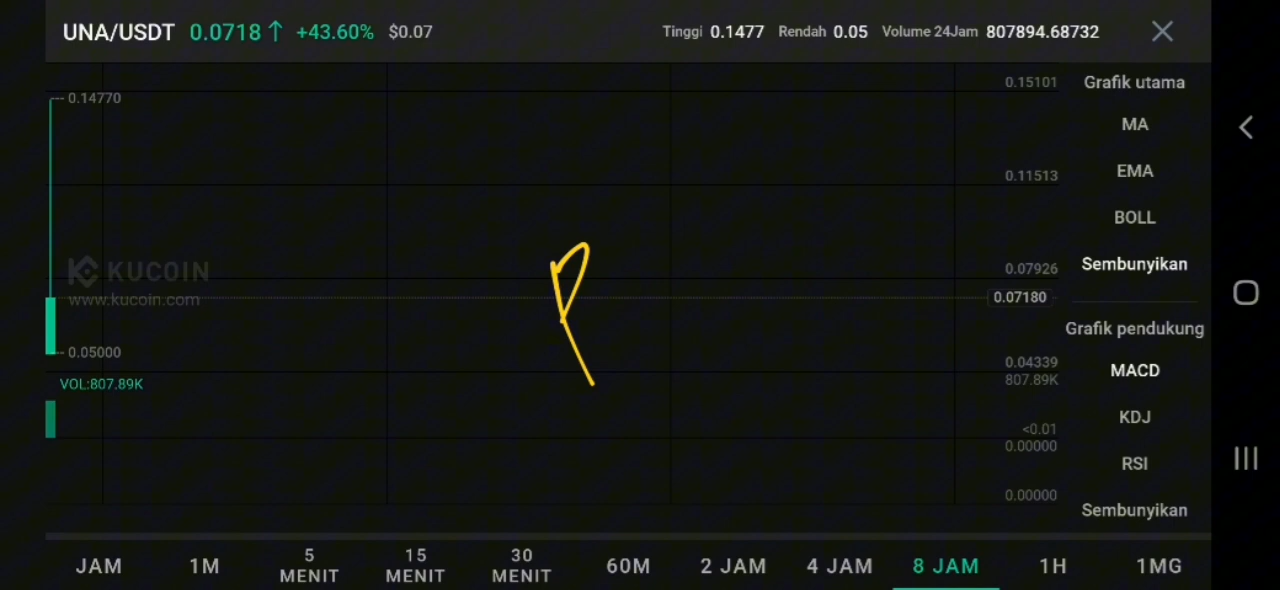 UNA/USDT 0.0718↑ +43.60% $0.07 Tinggi 0.1477 Rendah 0.05 Volume 24Jam 807894.68732
0.14770
0.15101
0.11513
0.07926
0.07180
0.04339
807.89K
<0.01
0.00000
0.00000
KUCOIN
www.kucoin.com
0.05000
VOL:807.89K
Grafik utama
MA
EMA
BOLL
Sembunyikan
Grafik pendukung
MACD
KDJ
RSI
Sembunyikan
JAM 1M 5 MENIT 15 MENIT 30 MENIT 60M 2 JAM 4 JAM 8 JAM 1H 1MG